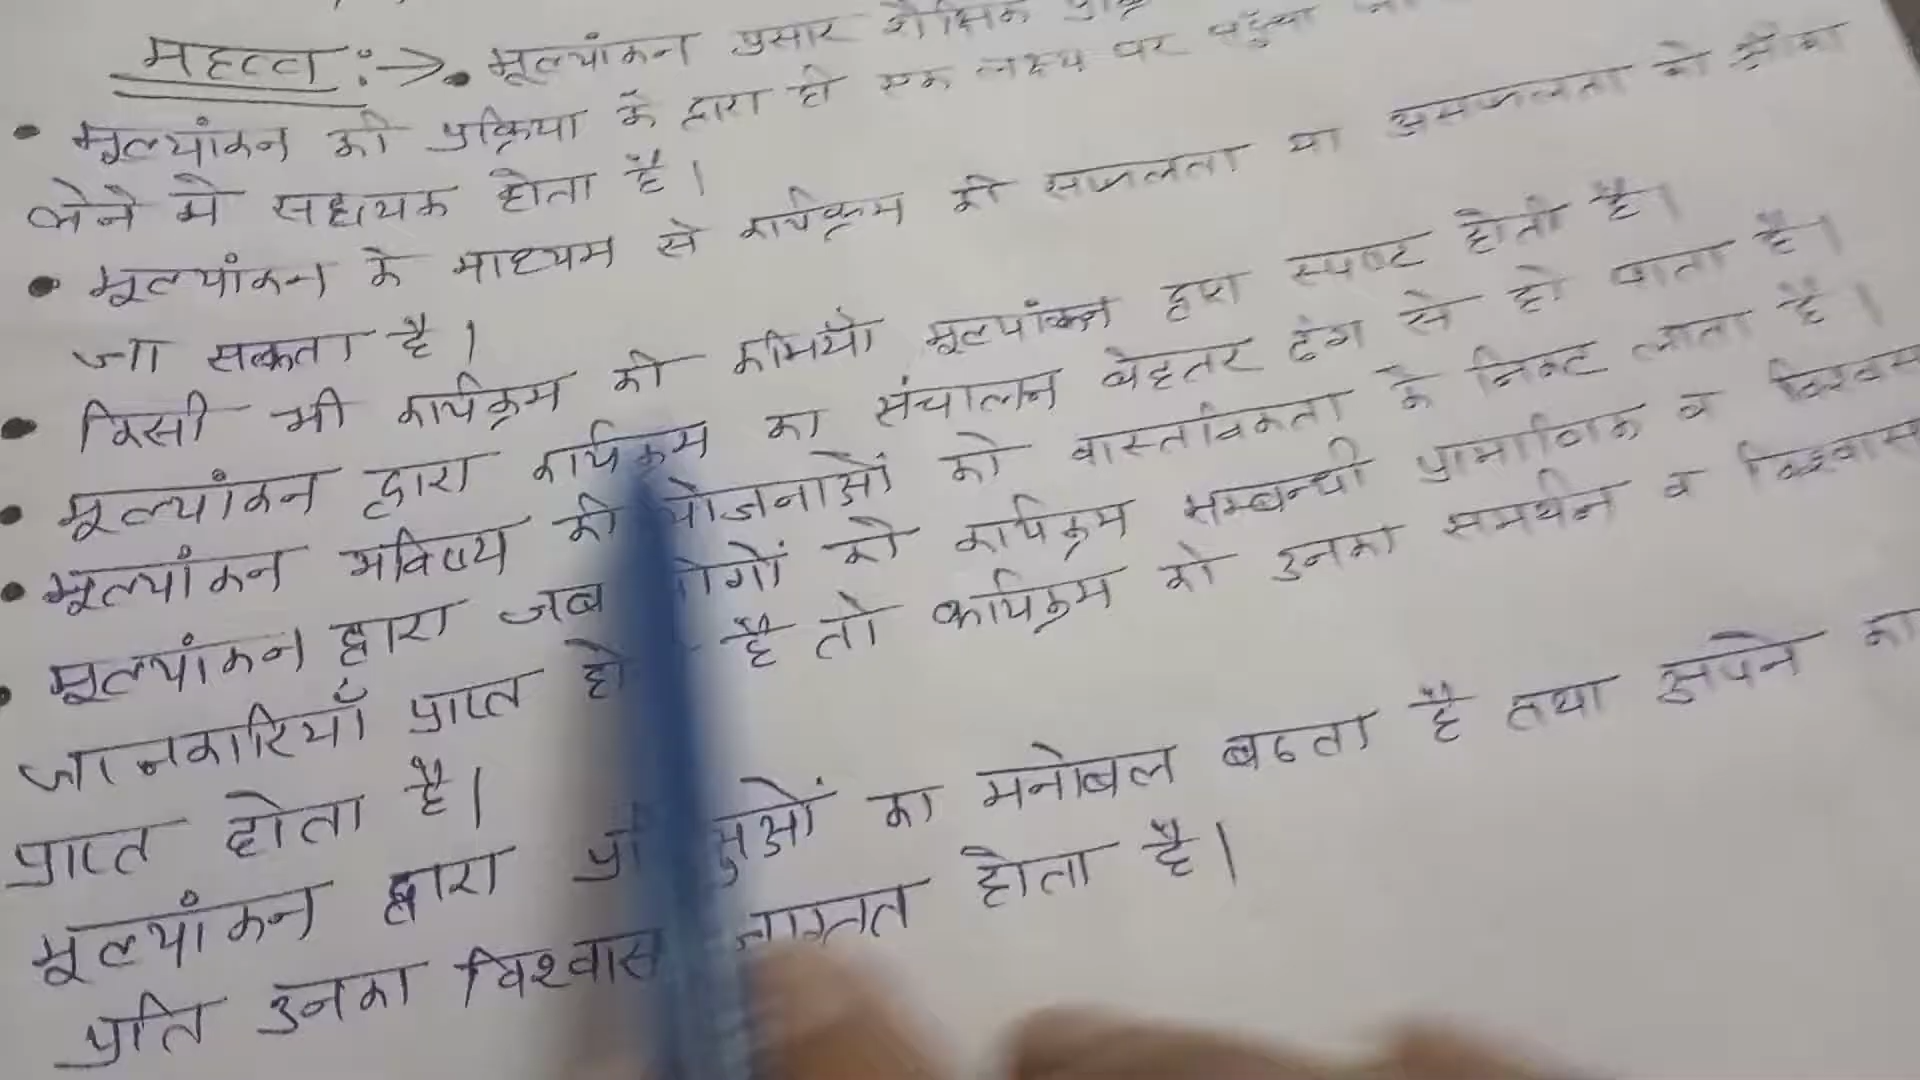 महत्व :→ • मूल्यांकन प्रसार शैक्षिक
• मूल्यांकन की प्रक्रिया के द्वारा ही एक लक्ष्य पर पहुँचा
लेने मे सहायक होता है।
• मूल्यांकन के माध्यम से कार्यक्रम की सफलता या असफलता को आँका
जा सकता है।
• किसी भी कार्यक्रम की कमियाँ मूल्यांकन द्वारा स्पष्ट होती है।
• मूल्यांकन द्वारा कार्यक्रम का संचालन बेहतर ढंग से हो पाता है।
• मूल्यांकन भविष्य की योजनाओं को वास्तविकता के निकट लाता है।
• मूल्यांकन द्वारा जब को कार्यक्रम सम्बन्धी प्रामाणिक व
जानकारियाँ प्राप्त है तो कार्यक्रम को उनका समर्थन व विश्वास
प्राप्त होता है।
मूल्यांकन द्वारा का मनोबल बढता है तथा अपने
प्रति उनका विश्वास जाग्रत होता है।